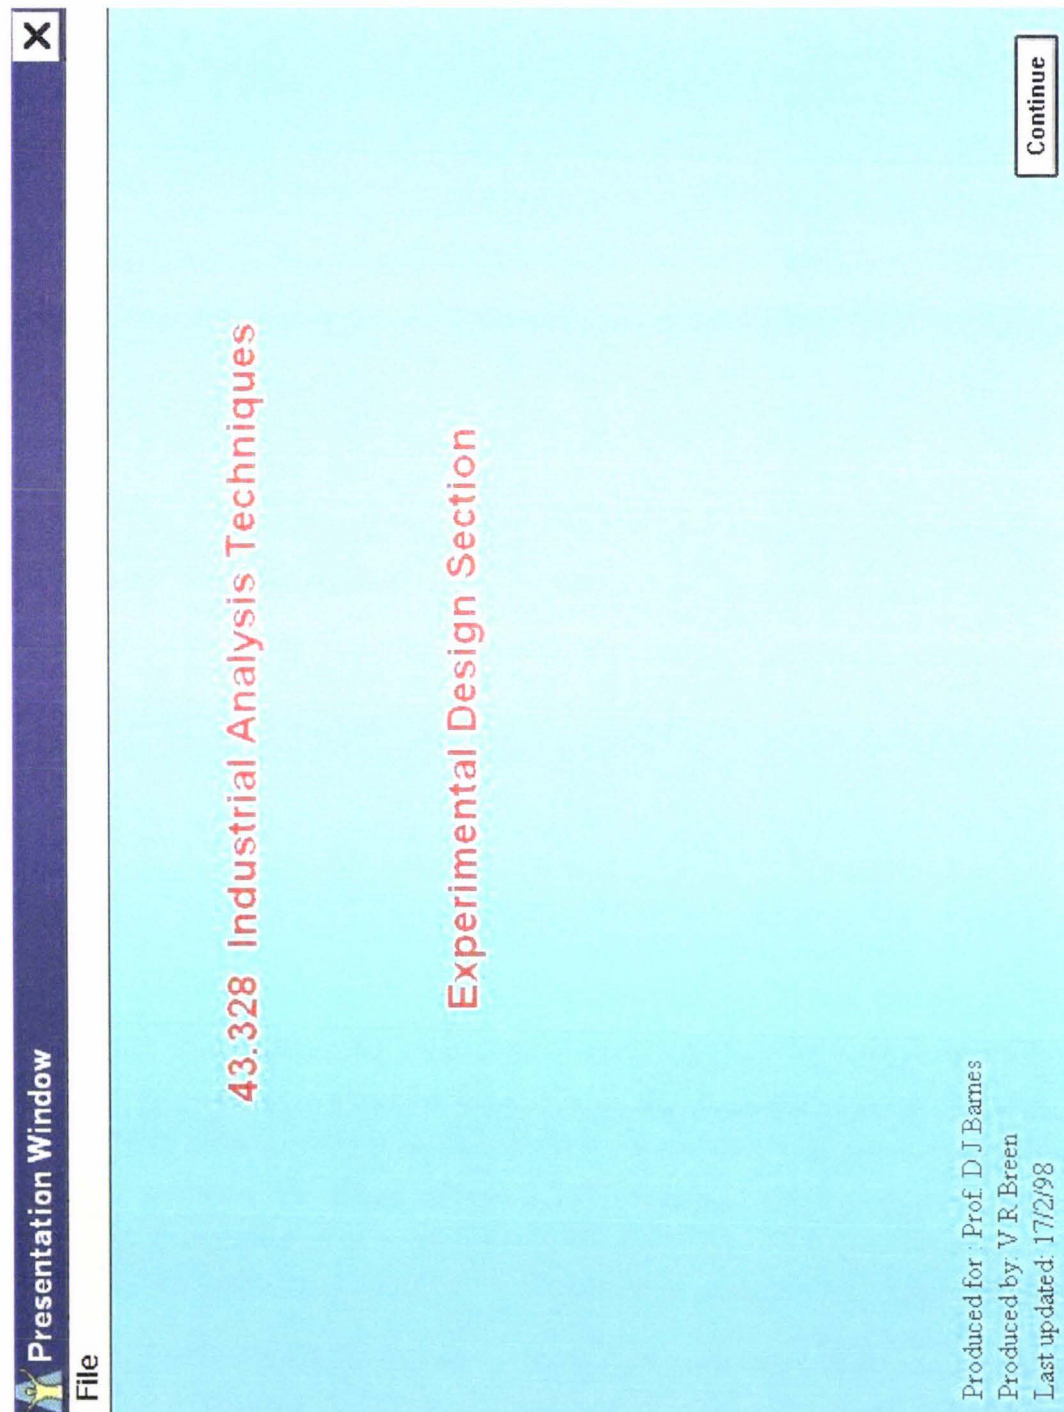 Presentation Window
File
43.328 Industrial Analysis Techniques
Experimental Design Section
Produced for : Prof. D J Barnes
Produced by: V R Breen
Last updated: 17/2/98
Continue